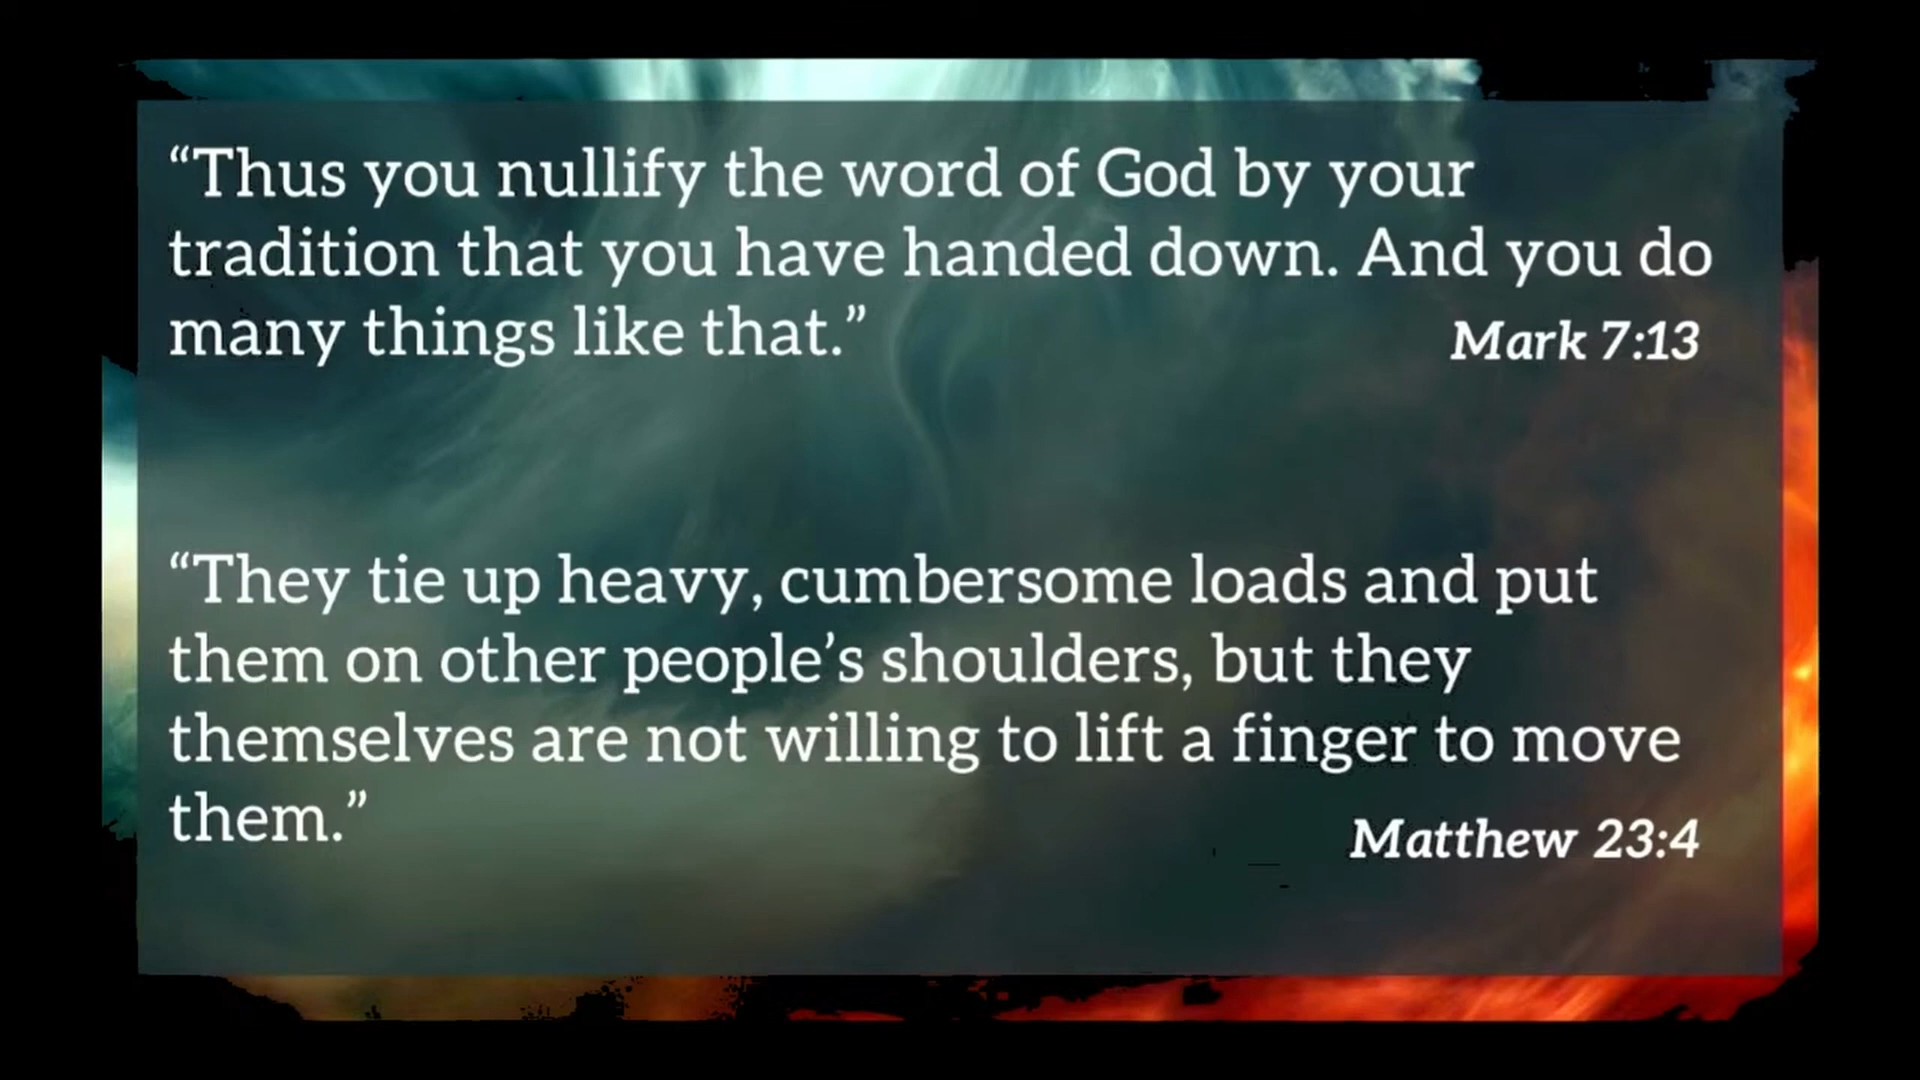 “Thus you nullify the word of God by your
tradition that you have handed down. And you do
many things like that.”
Mark 7:13
“They tie up heavy, cumbersome loads and put
them on other people’s shoulders, but they
themselves are not willing to lift a finger to move
them.”
Matthew 23:4